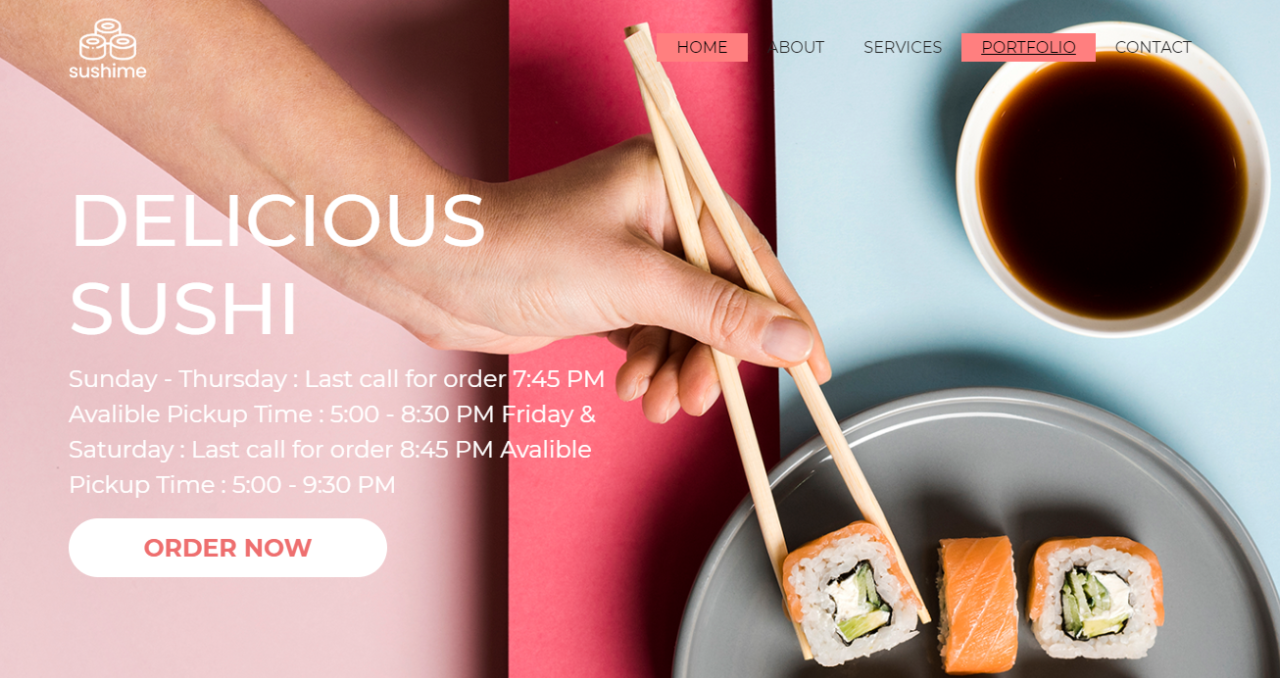 sushime
HOME ABOUT SERVICES PORTFOLIO CONTACT
DELICIOUS
SUSHI
Sunday - Thursday : Last call for order 7:45 PM
Avalible Pickup Time : 5:00 - 8:30 PM Friday &
Saturday : Last call for order 8:45 PM Avalible
Pickup Time : 5:00 - 9:30 PM
ORDER NOW